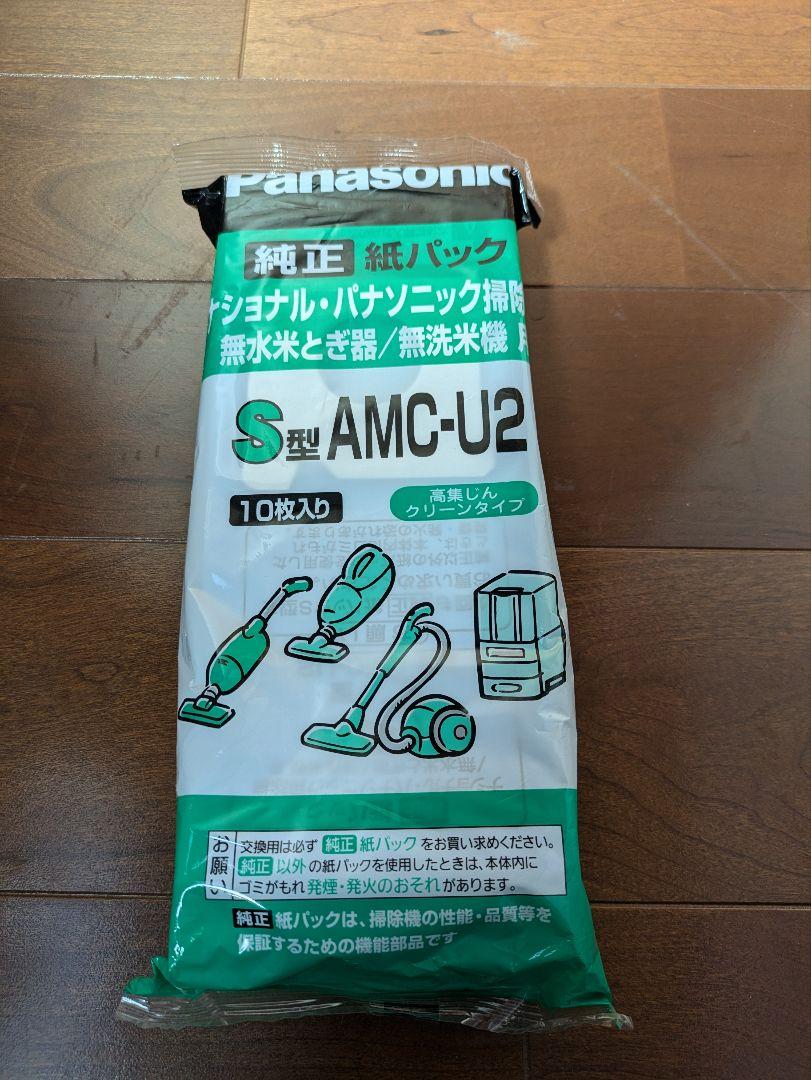 Panasonic
純正 紙パック
ナショナル・パナソニック掃除
無水米とぎ器/無洗米機 用
S型 AMC-U2
10枚入り
高集じん
クリーンタイプ
お願い
交換用は必ず 純正 紙パック をお買い求めください。
純正 以外 の紙パックを使用したときは、本体内に
ゴミがもれ発煙・発火のおそれがあります。
純正 紙パックは、掃除機の性能・品質等を
保証するための機能部品です